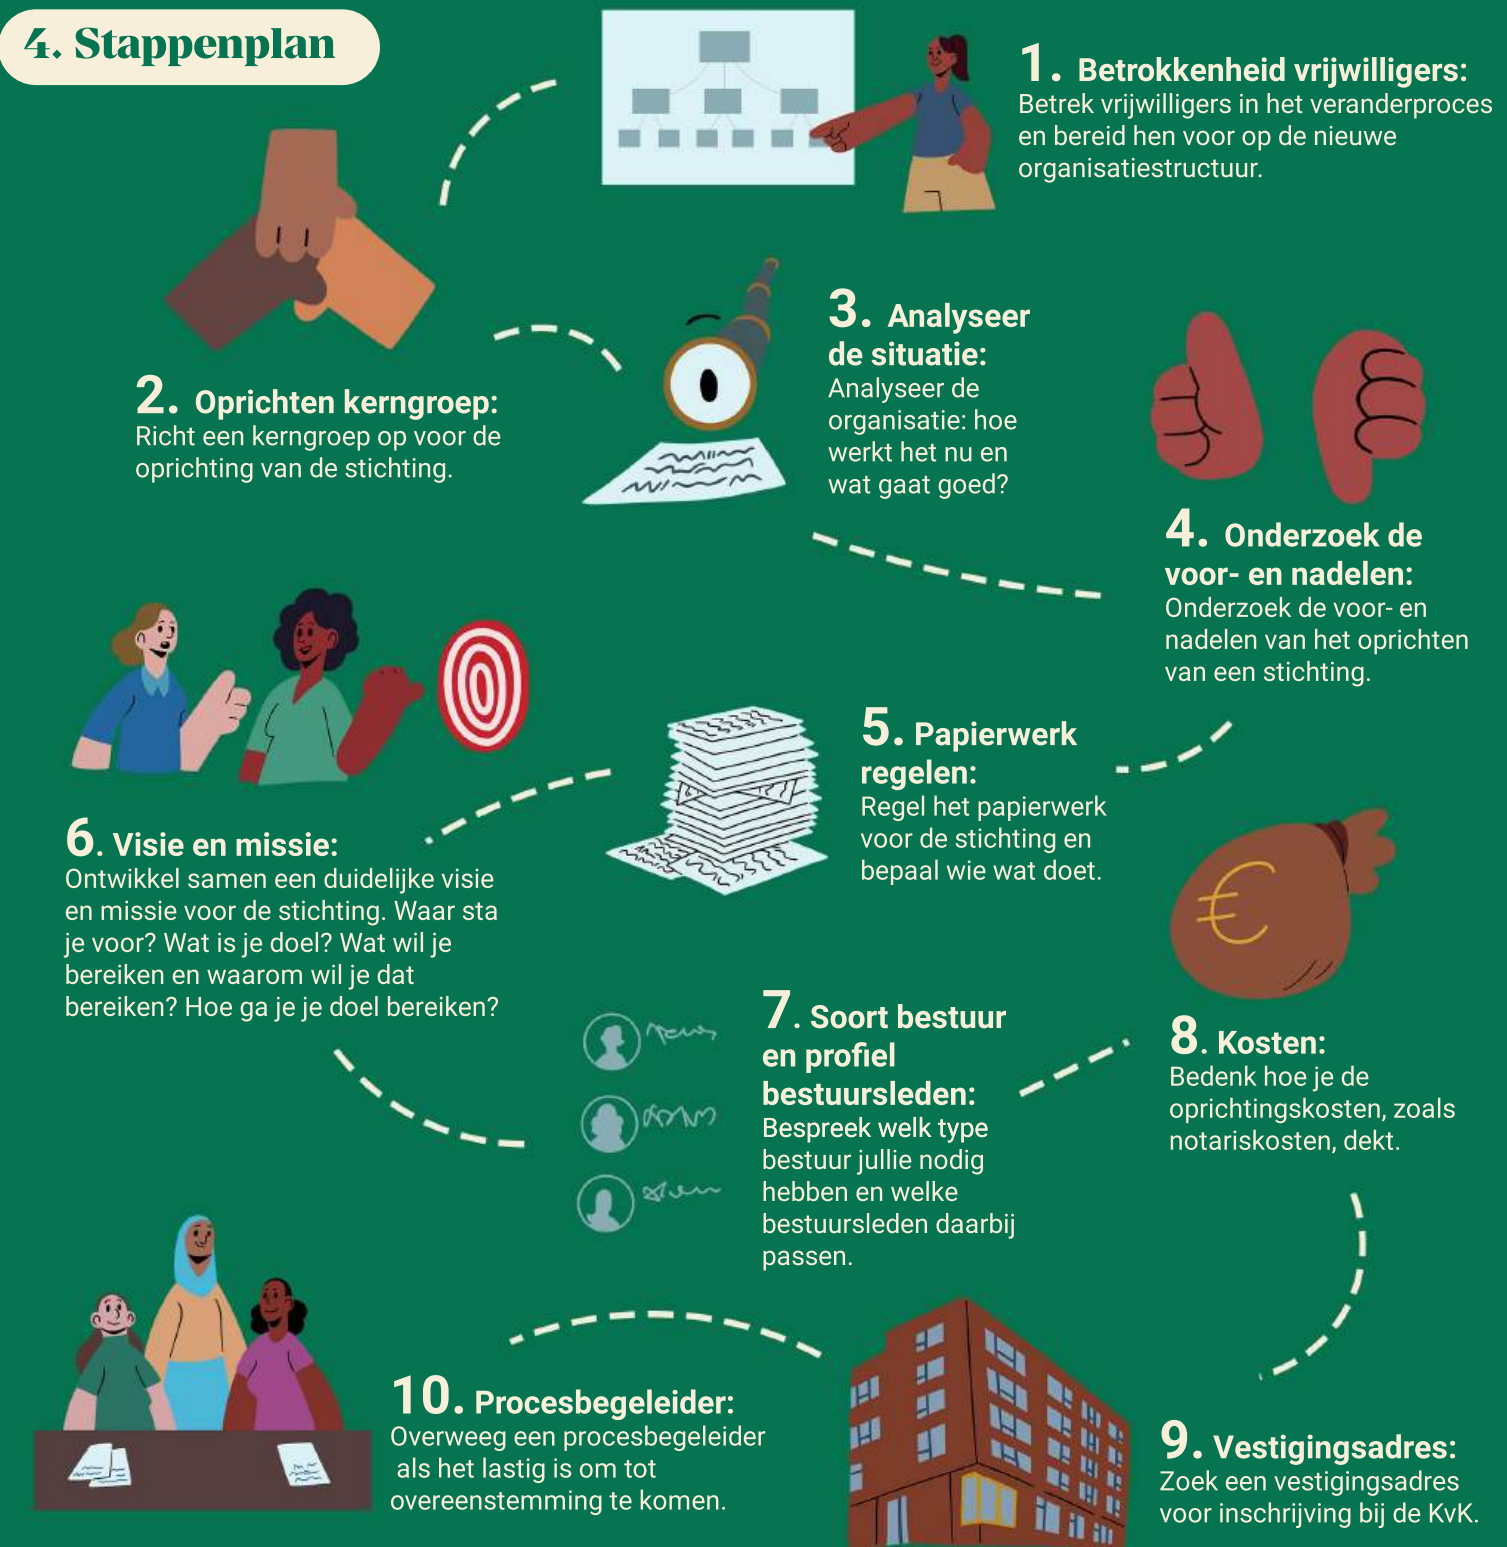 4. Stappenplan
1. Betrokkenheid vrijwilligers:
Betrek vrijwilligers in het veranderproces
en bereid hen voor op de nieuwe
organisatiestructuur.
2. Oprichten kerngroep:
Richt een kerngroep op voor de
oprichting van de stichting.
3. Analyseer
de situatie:
Analyseer de
organisatie: hoe
werkt het nu en
wat gaat goed?
4. Onderzoek de
voor- en nadelen:
Onderzoek de voor- en
nadelen van het oprichten
van een stichting.
5. Papierwerk
regelen:
Regel het papierwerk
voor de stichting en
bepaal wie wat doet.
6. Visie en missie:
Ontwikkel samen een duidelijke visie
en missie voor de stichting. Waar sta
je voor? Wat is je doel? Wat wil je
bereiken en waarom wil je dat
bereiken? Hoe ga je je doel bereiken?
7. Soort bestuur
en profiel
bestuursleden:
Bespreek welk type
bestuur jullie nodig
hebben en welke
bestuursleden daarbij
passen.
€
8. Kosten:
Bedenk hoe je de
oprichtingskosten, zoals
notariskosten, dekt.
9. Vestigingsadres:
Zoek een vestigingsadres
voor inschrijving bij de KvK.
10. Procesbegeleider:
Overweeg een procesbegeleider
als het lastig is om tot
overeenstemming te komen.